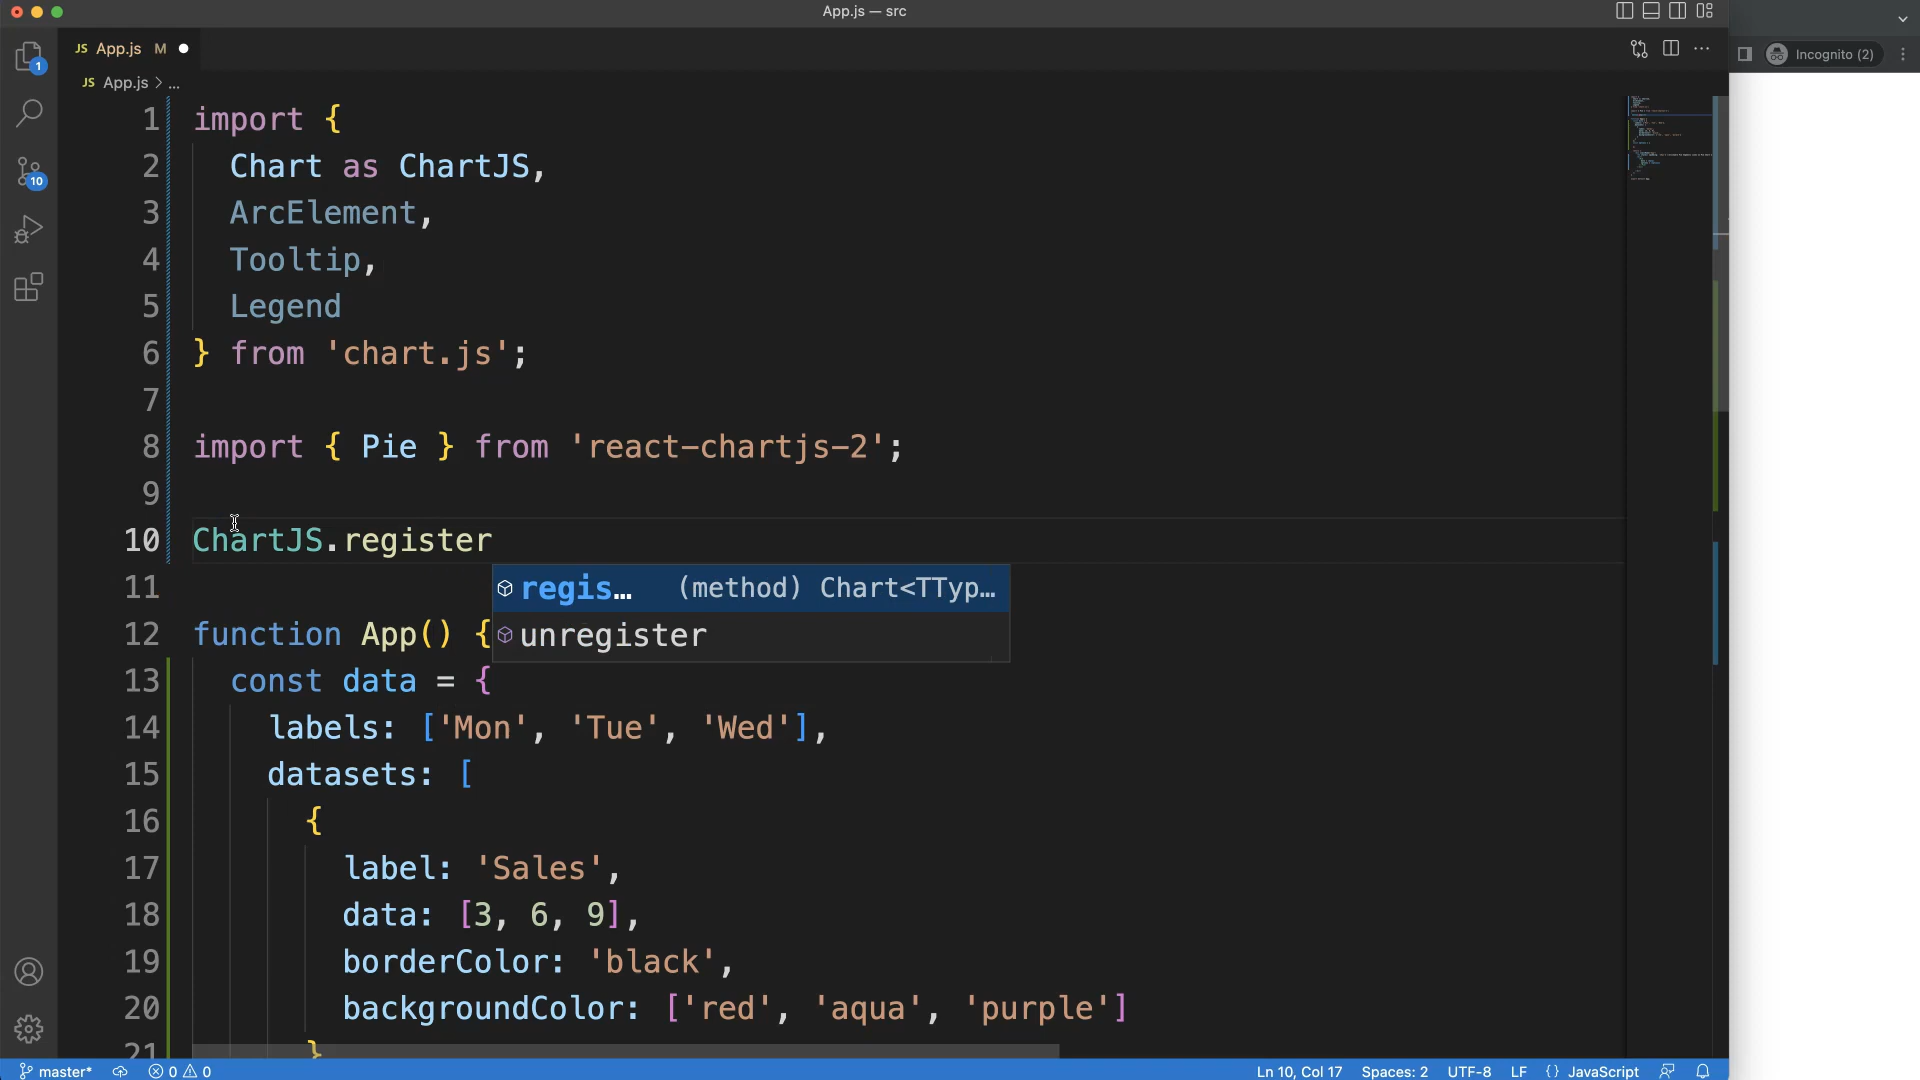 App.js — src
JS App.js M
Incognito (2)
JS App.js > ...
1 import {
2 Chart as ChartJS,
3 ArcElement,
4 Tooltip,
5 Legend
6 } from 'chart.js';
7
8 import { Pie } from 'react-chartjs-2';
9
10 ChartJS.register
11
regis… (method) Chart<TTyp…
unregister
12 function App() {
13 const data = {
14 labels: ['Mon', 'Tue', 'Wed'],
15 datasets: [
16 {
17 label: 'Sales',
18 data: [3, 6, 9],
19 borderColor: 'black',
20 backgroundColor: ['red', 'aqua', 'purple']
21 }
1
10
master* 0 0 Ln 10, Col 17 Spaces: 2 UTF-8 LF {} JavaScript